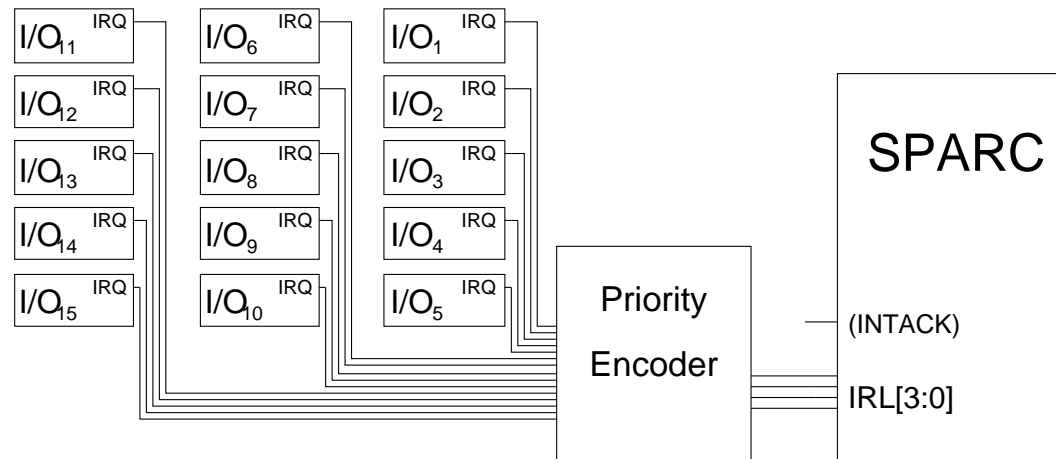 I/O11 IRQ
I/O6 IRQ
I/O1 IRQ
I/O12 IRQ
I/O7 IRQ
I/O2 IRQ
I/O13 IRQ
I/O8 IRQ
I/O3 IRQ
I/O14 IRQ
I/O9 IRQ
I/O4 IRQ
I/O15 IRQ
I/O10 IRQ
I/O5 IRQ
Priority
Encoder
SPARC
(INTACK)
IRL[3:0]